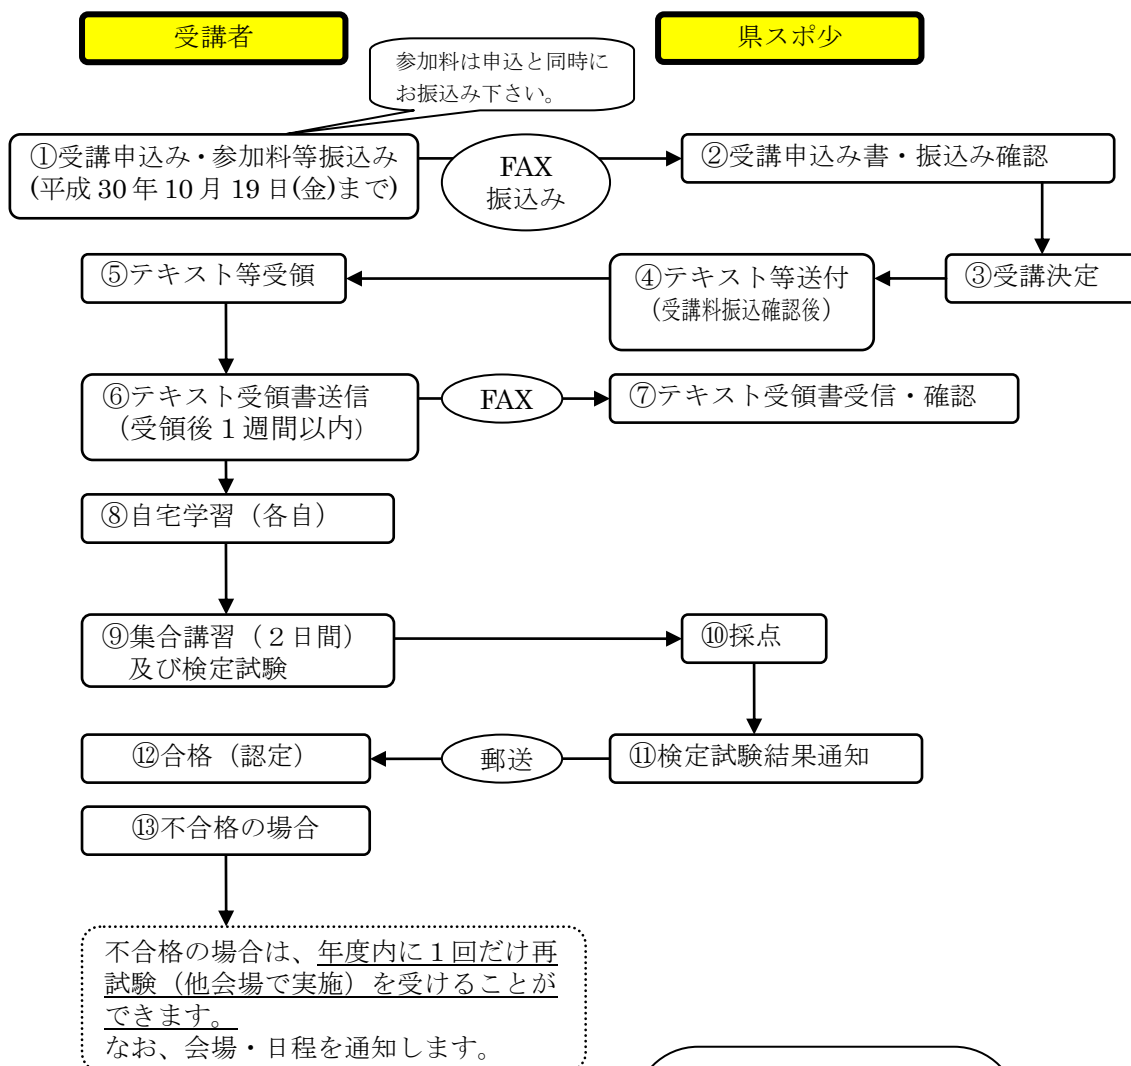 受講者
県スポ少
参加料は申込と同時に
お振込み下さい。
①受講申込み・参加料等振込み
(平成 30 年 10 月 19 日(金)まで)
FAX
振込み
②受講申込み書・振込み確認
③受講決定
④テキスト等送付
（受講料振込確認後）
⑤テキスト等受領
⑥テキスト受領書送信
（受領後１週間以内）
FAX
⑦テキスト受領書受信・確認
⑧自宅学習（各自）
⑨集合講習（２日間）
及び検定試験
⑩採点
⑪検定試験結果通知
郵送
⑫合格（認定）
⑬不合格の場合
不合格の場合は、年度内に１回だけ再
試験（他会場で実施）を受けることが
できます。
なお、会場・日程を通知します。